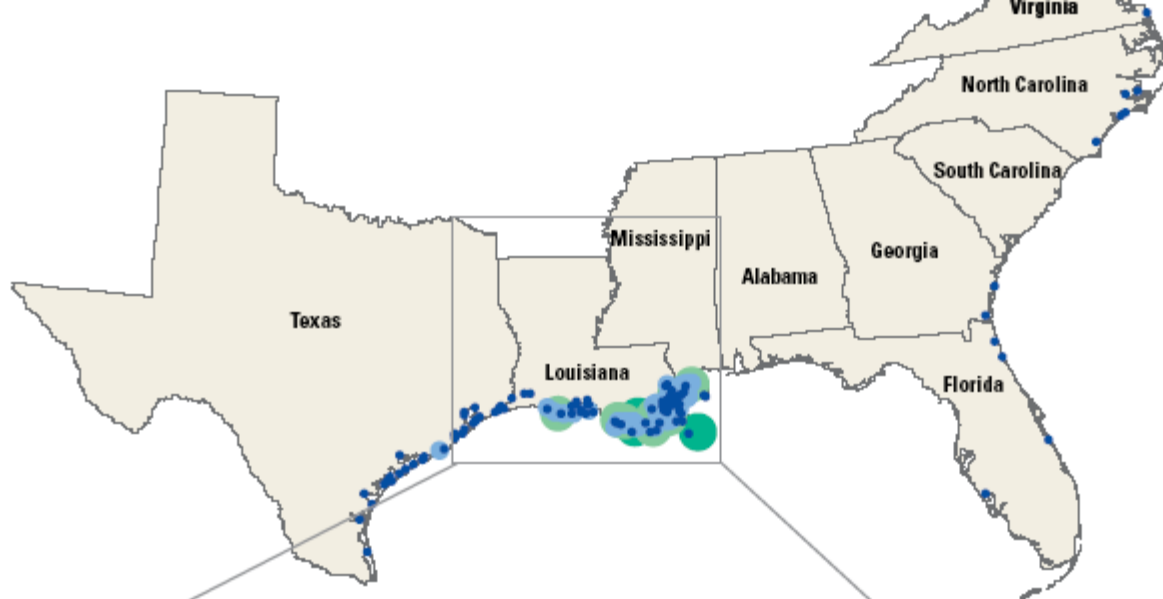 Virginia
North Carolina
South Carolina
Mississippi
Georgia
Alabama
Texas
Louisiana
Florida